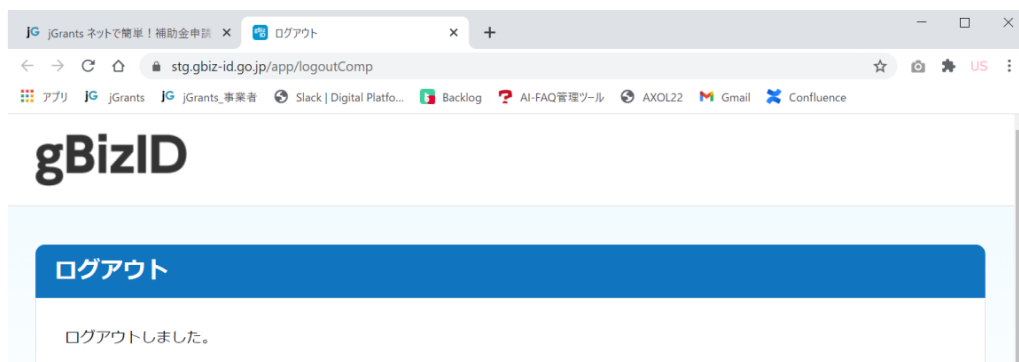 jG jGrants ネットで簡単！補助金申請
ログアウト
stg.gbiz-id.go.jp/app/logoutComp
US
アプリ jG jGrants jG jGrants_事業者 Slack | Digital Platfo... Backlog AI-FAQ管理ツール AXOL22 Gmail Confluence
gBizID
ログアウト
ログアウトしました。